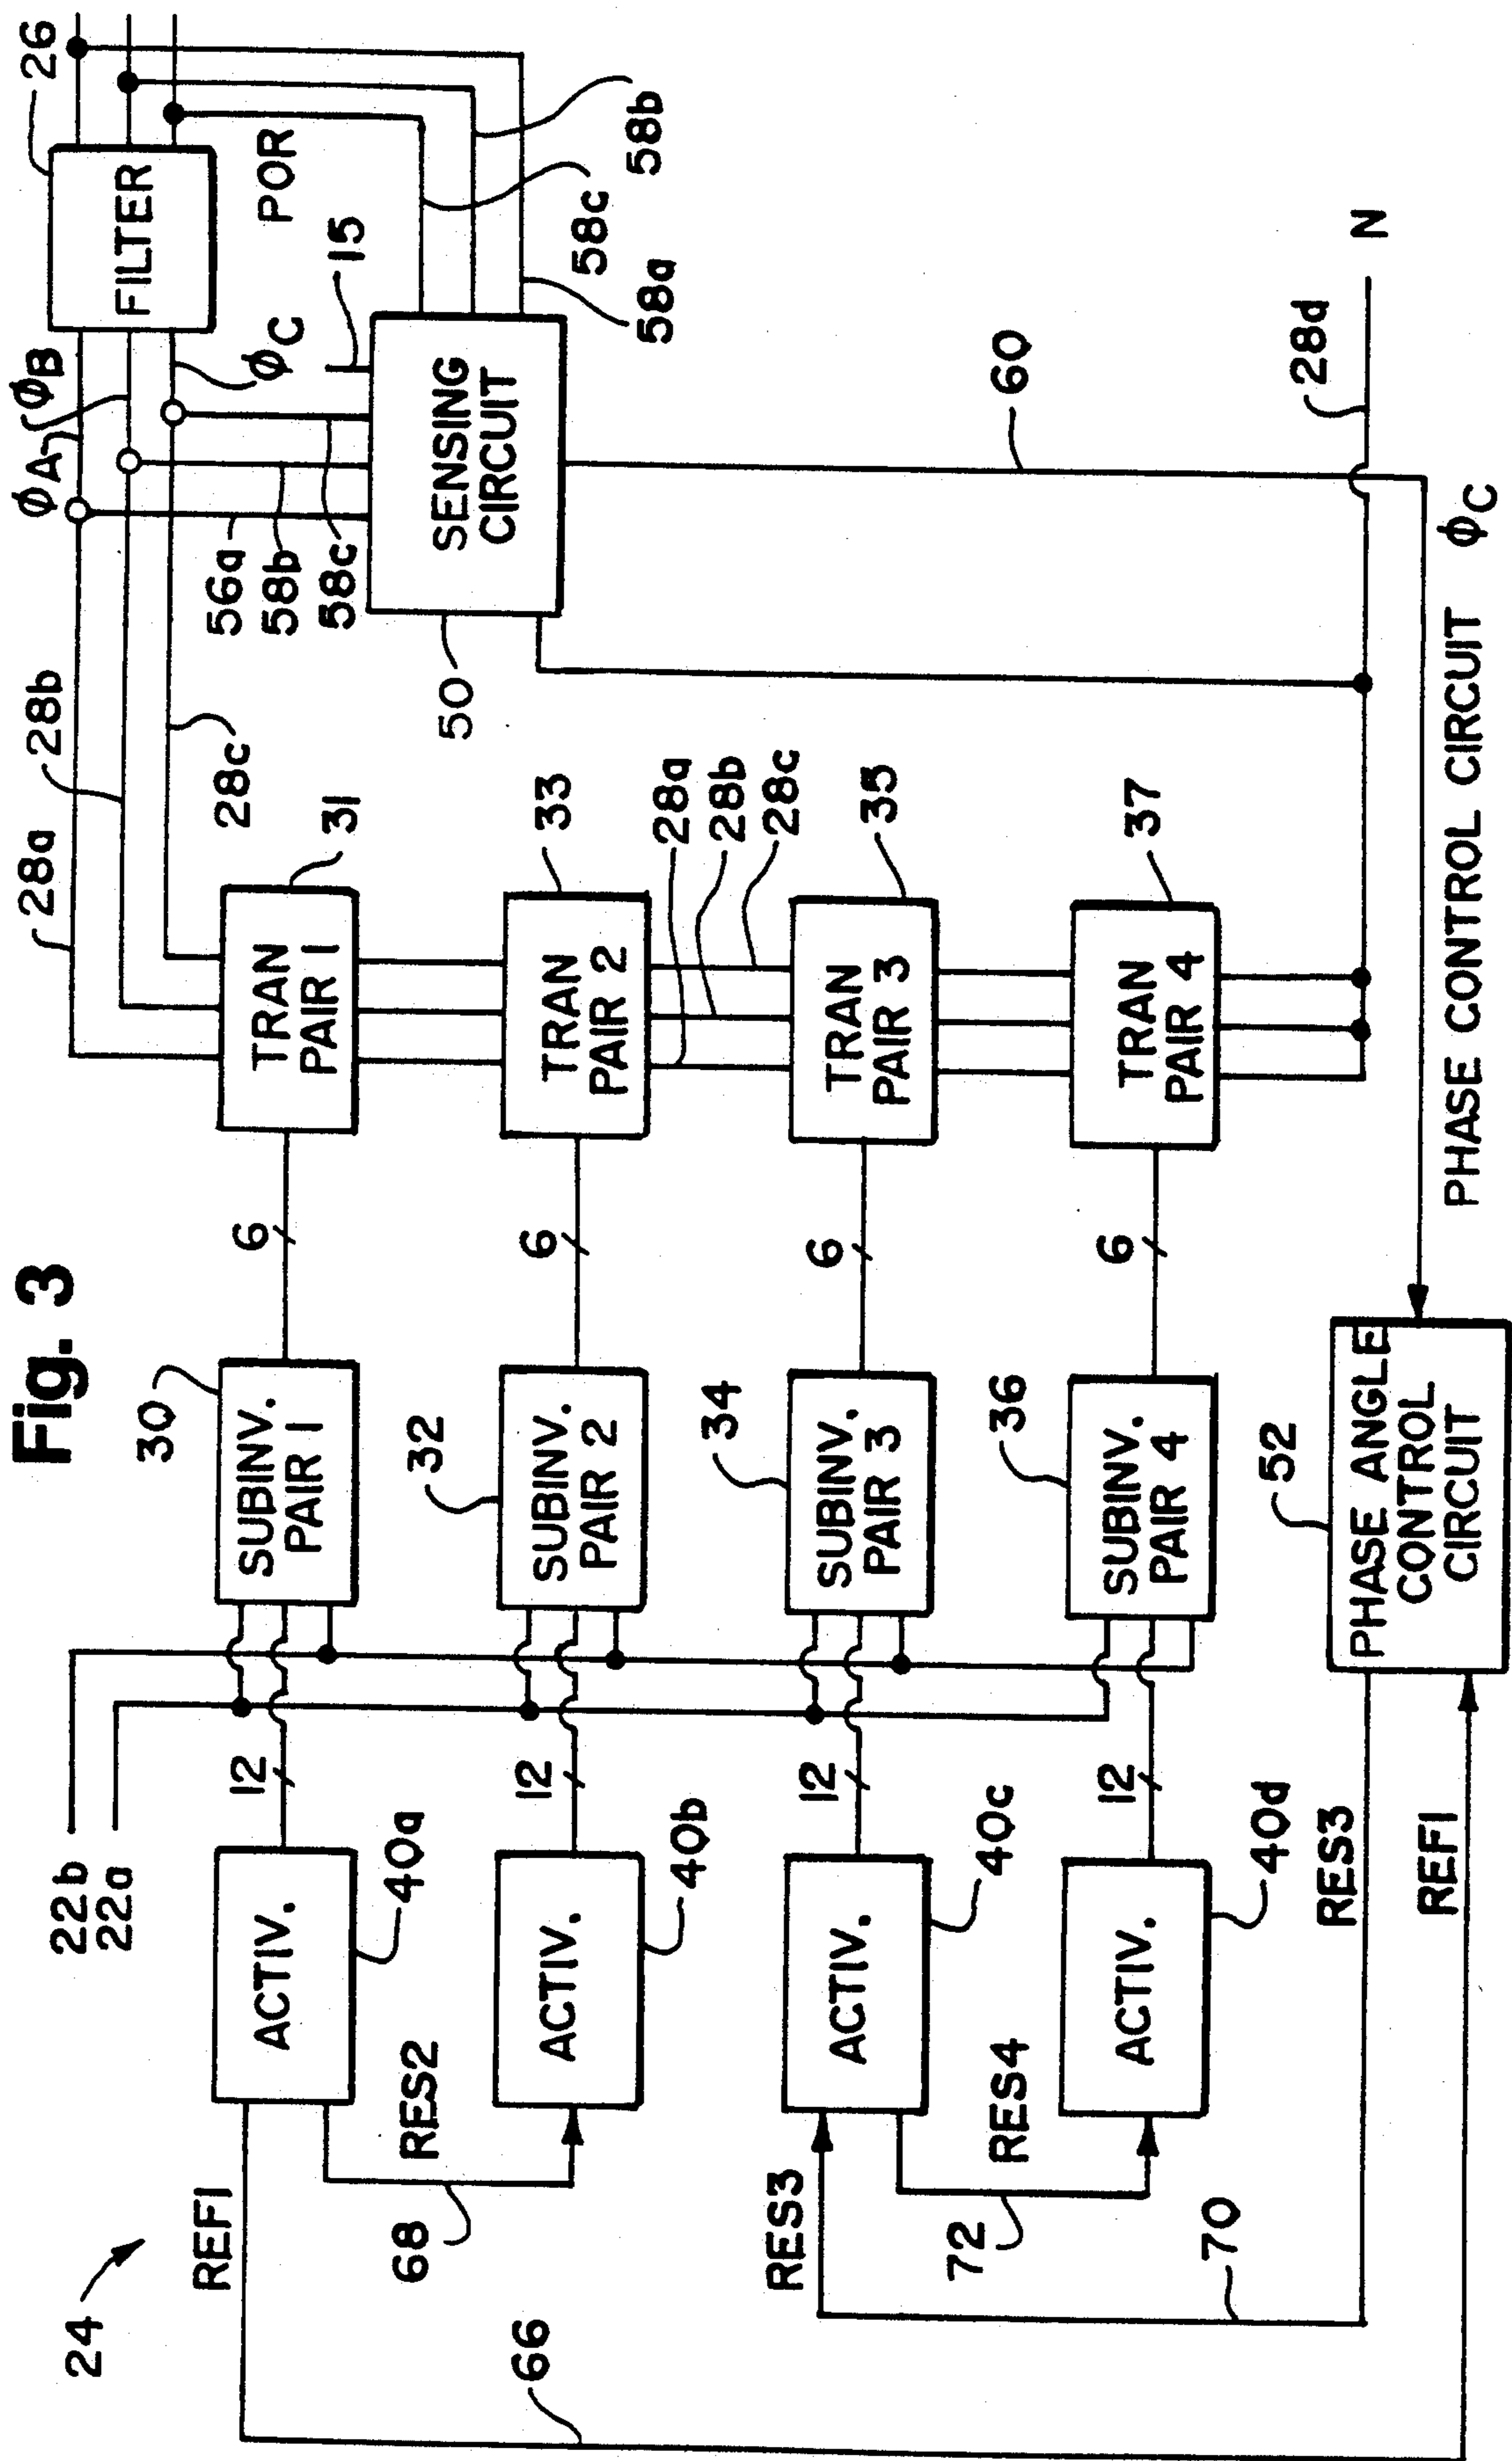 Fig. 3
24
REF1
66
68
RES2
RES3
72
RES4
70
22b
22a
ACTIV.
40a
ACTIV.
40b
ACTIV.
40c
ACTIV.
40d
12
12
12
12
RES3
REF1
30
SUBINV.
PAIR 1
32
SUBINV.
PAIR 2
34
SUBINV.
PAIR 3
36
SUBINV.
PAIR 4
52
PHASE ANGLE
CONTROL
CIRCUIT
6
6
6
6
TRAN
PAIR 1
31
TRAN
PAIR 2
33
TRAN
PAIR 3
35
TRAN
PAIR 4
37
28a
28b
28c
28a
28b
28c
PHASE CONTROL CIRCUIT ϕC
50
SENSING
CIRCUIT
56a
58b
58c
ϕA
ϕB
ϕC
15
60
28d
N
FILTER
26
POR
58c
58b
58a